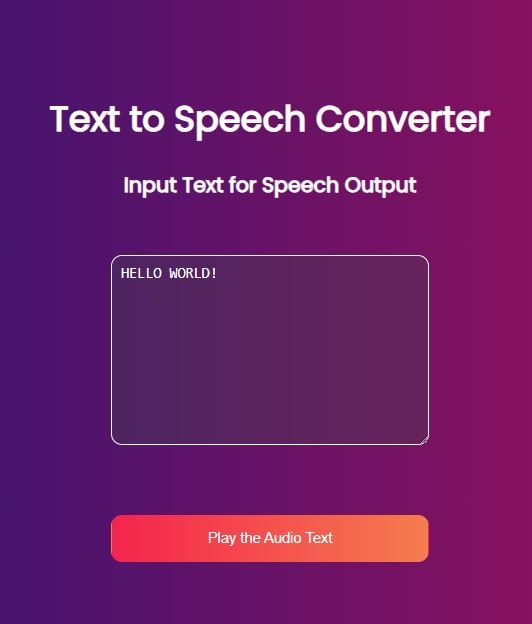 Text to Speech Converter
Input Text for Speech Output
HELLO WORLD!
Play the Audio Text